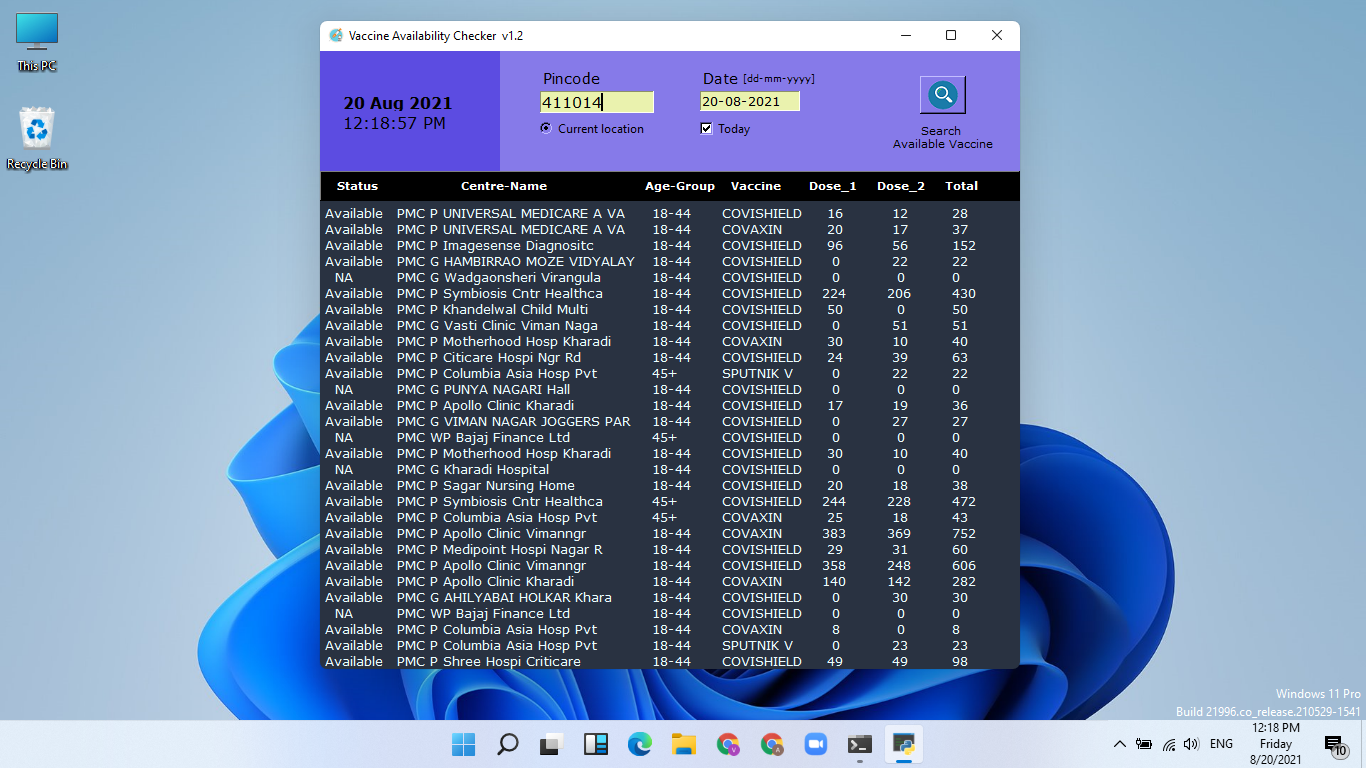 This PC
Recycle Bin
Vaccine Availability Checker v1.2
20 Aug 2021
12:18:57 PM
Pincode
411014
Current location
Date [dd-mm-yyyy]
20-08-2021
Today
Search
Available Vaccine
Status Centre-Name Age-Group Vaccine Dose_1 Dose_2 Total
Available PMC P UNIVERSAL MEDICARE A VA 18-44 COVISHIELD 16 12 28
Available PMC P UNIVERSAL MEDICARE A VA 18-44 COVAXIN 20 17 37
Available PMC P Imagesense Diagnositc 18-44 COVISHIELD 96 56 152
Available PMC G HAMBIRRAO MOZE VIDYALAY 18-44 COVISHIELD 0 22 22
NA PMC G Wadgaonsheri Virangula 18-44 COVISHIELD 0 0 0
Available PMC P Symbiosis Cntr Healthca 18-44 COVISHIELD 224 206 430
Available PMC P Khandelwal Child Multi 18-44 COVISHIELD 50 0 50
Available PMC G Vasti Clinic Viman Naga 18-44 COVISHIELD 0 51 51
Available PMC P Motherhood Hosp Kharadi 18-44 COVAXIN 30 10 40
Available PMC P Citicare Hospi Ngr Rd 18-44 COVISHIELD 24 39 63
Available PMC P Columbia Asia Hosp Pvt 45+ SPUTNIK V 0 22 22
NA PMC G PUNYA NAGARI Hall 18-44 COVISHIELD 0 0 0
Available PMC P Apollo Clinic Kharadi 18-44 COVISHIELD 17 19 36
Available PMC G VIMAN NAGAR JOGGERS PAR 18-44 COVISHIELD 0 27 27
NA PMC WP Bajaj Finance Ltd 45+ COVISHIELD 0 0 0
Available PMC P Motherhood Hosp Kharadi 18-44 COVISHIELD 30 10 40
NA PMC G Kharadi Hospital 18-44 COVISHIELD 0 0 0
Available PMC P Sagar Nursing Home 18-44 COVISHIELD 20 18 38
Available PMC P Symbiosis Cntr Healthca 45+ COVISHIELD 244 228 472
Available PMC P Columbia Asia Hosp Pvt 45+ COVAXIN 25 18 43
Available PMC P Apollo Clinic Vimanngr 18-44 COVAXIN 383 369 752
Available PMC P Medipoint Hospi Nagar R 18-44 COVISHIELD 29 31 60
Available PMC P Apollo Clinic Vimanngr 18-44 COVISHIELD 358 248 606
Available PMC P Apollo Clinic Kharadi 18-44 COVAXIN 140 142 282
Available PMC G AHILYABAI HOLKAR Khara 18-44 COVISHIELD 0 30 30
NA PMC WP Bajaj Finance Ltd 18-44 COVISHIELD 0 0 0
Available PMC P Columbia Asia Hosp Pvt 18-44 COVAXIN 8 0 8
Available PMC P Columbia Asia Hosp Pvt 18-44 SPUTNIK V 0 23 23
Available PMC P Shree Hospi Criticare 18-44 COVISHIELD 49 49 98
Windows 11 Pro
Build 21996.co_release.210529-1541
ENG
12:18 PM
Friday
8/20/2021
10